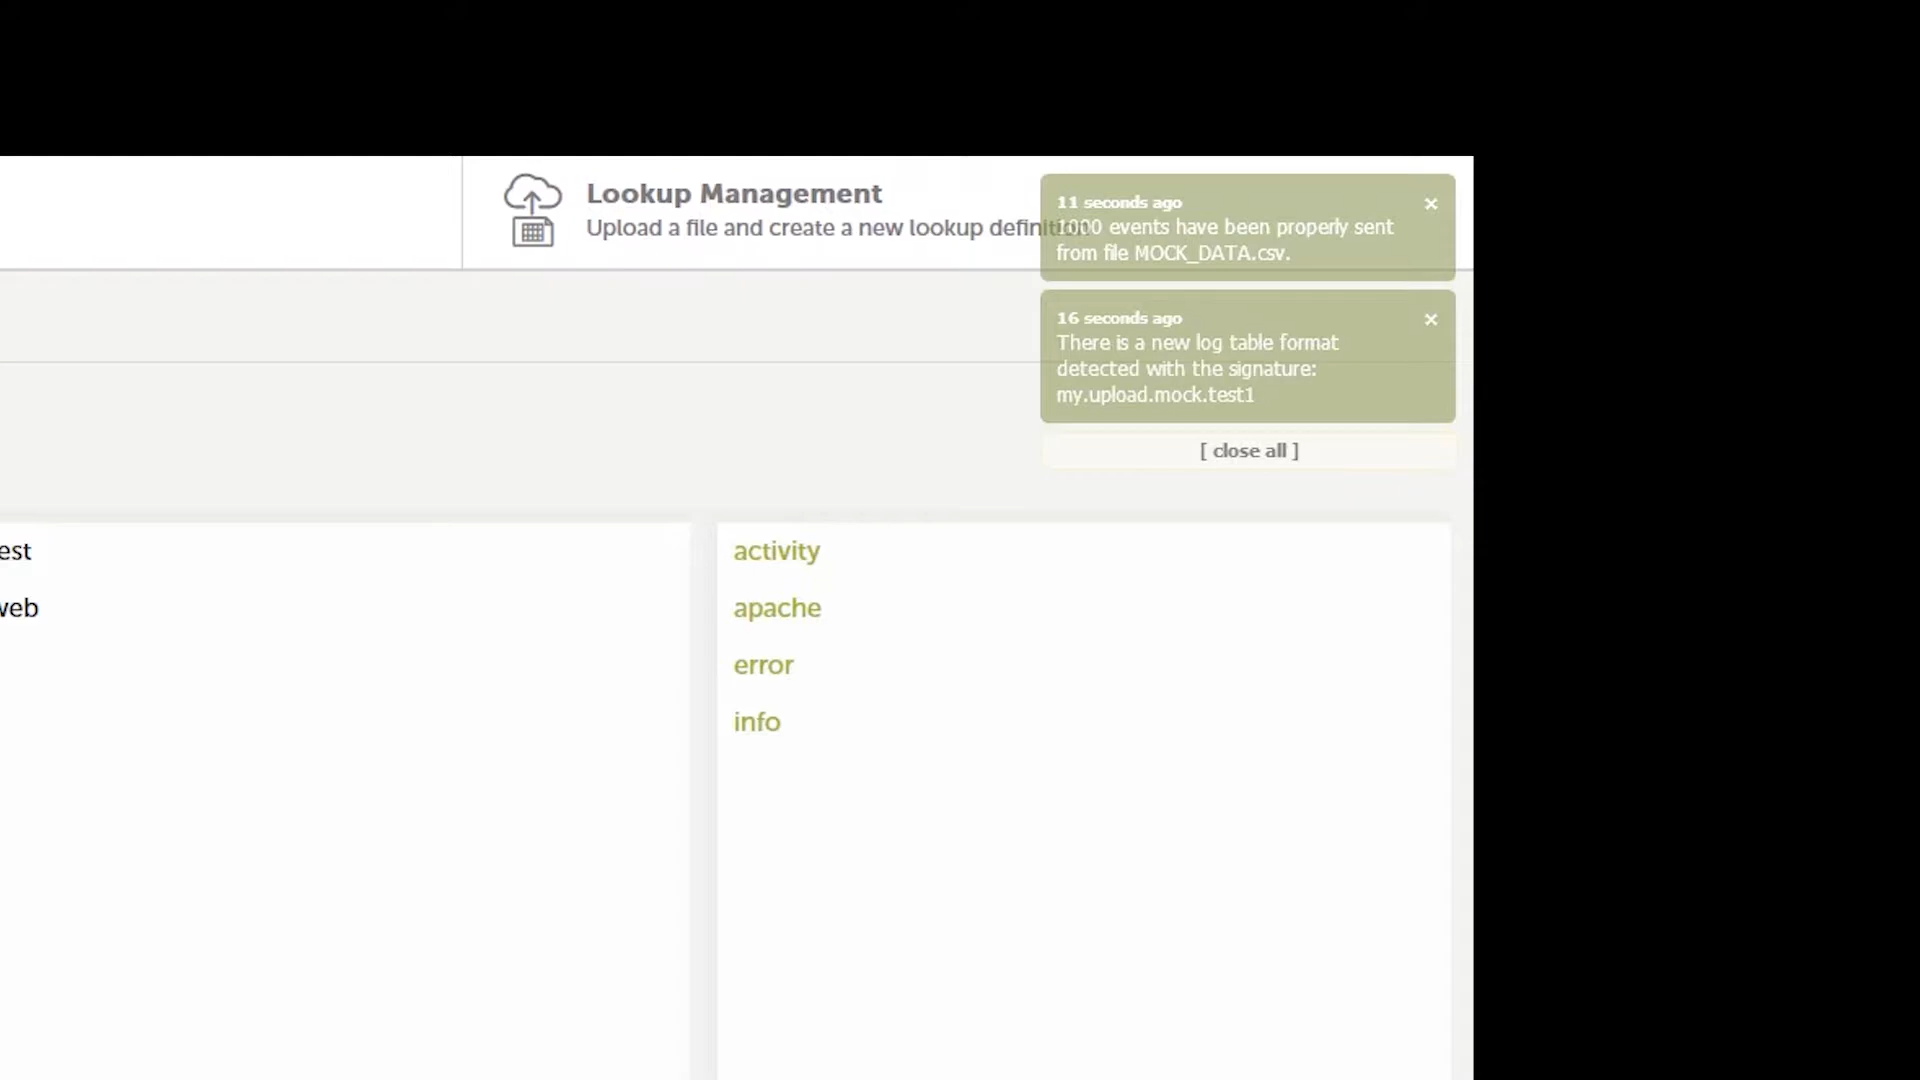 Lookup Management
Upload a file and create a new lookup definition
11 seconds ago
×
1000 events have been properly sent
from file MOCK_DATA.csv.
16 seconds ago
×
There is a new log table format
detected with the signature:
my.upload.mock.test1
[ close all ]
est
web
activity
apache
error
info